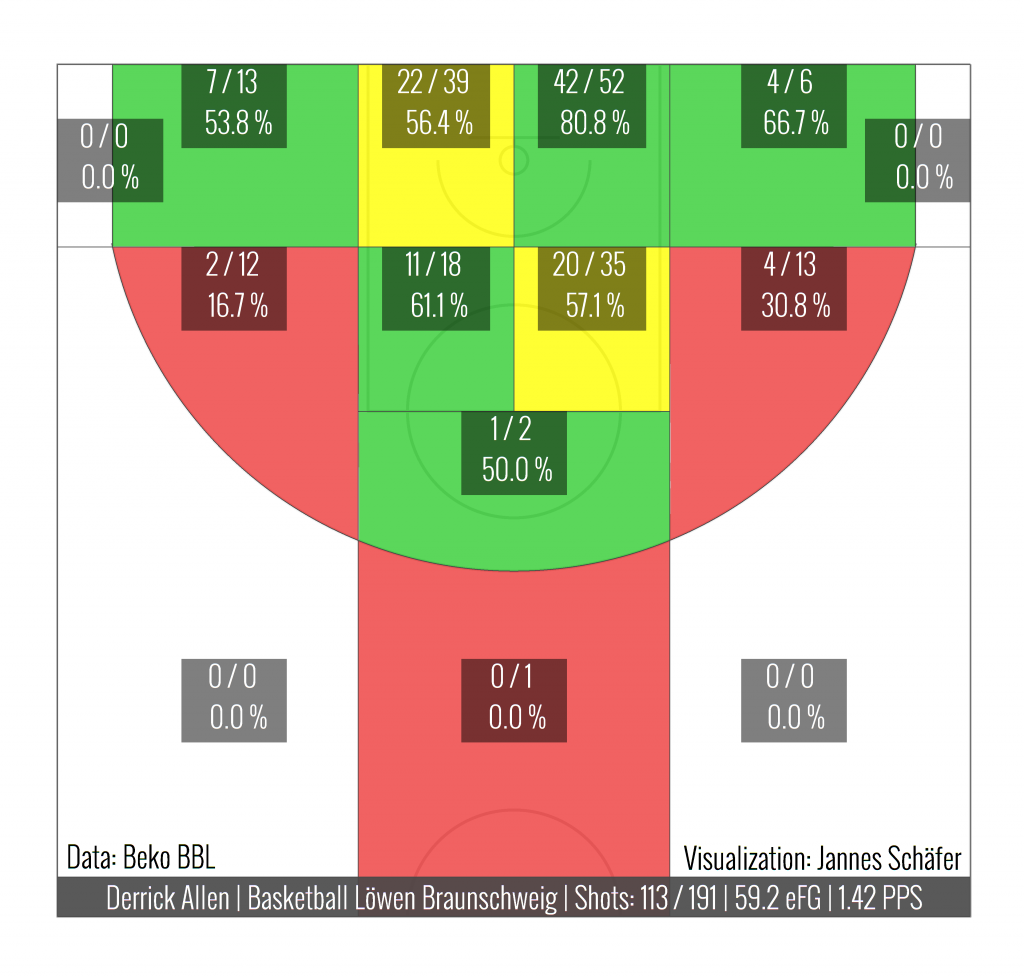 7 / 13
53.8 %
22 / 39
56.4 %
42 / 52
80.8 %
4 / 6
66.7 %
0 / 0
0.0 %
0 / 0
0.0 %
2 / 12
16.7 %
11 / 18
61.1 %
20 / 35
57.1 %
4 / 13
30.8 %
1 / 2
50.0 %
0 / 0
0.0 %
0 / 1
0.0 %
0 / 0
0.0 %
Data: Beko BBL
Visualization: Jannes Schäfer
Derrick Allen | Basketball Löwen Braunschweig | Shots: 113 / 191 | 59.2 eFG | 1.42 PPS